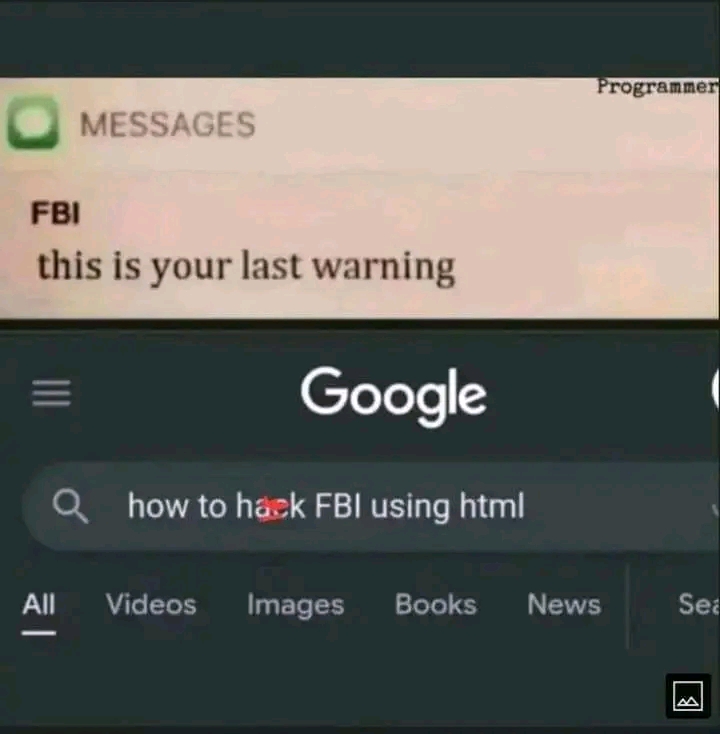 Programmer
MESSAGES
FBI
this is your last warning
Google
how to hack FBI using html
All Videos Images Books News